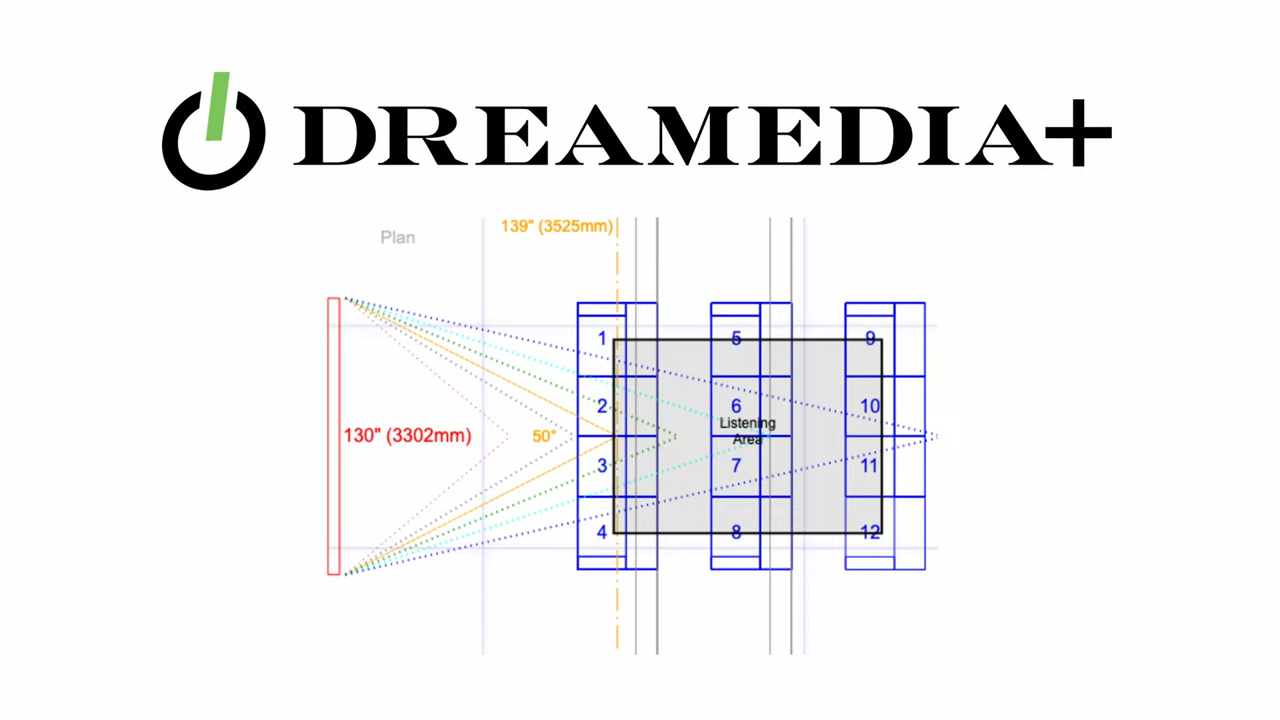 DREAMEDIA+
139" (3525mm)
Plan
1 5 9
2 6 10
Listening
Area
130" (3302mm) 50°
3 7 11
4 8 12